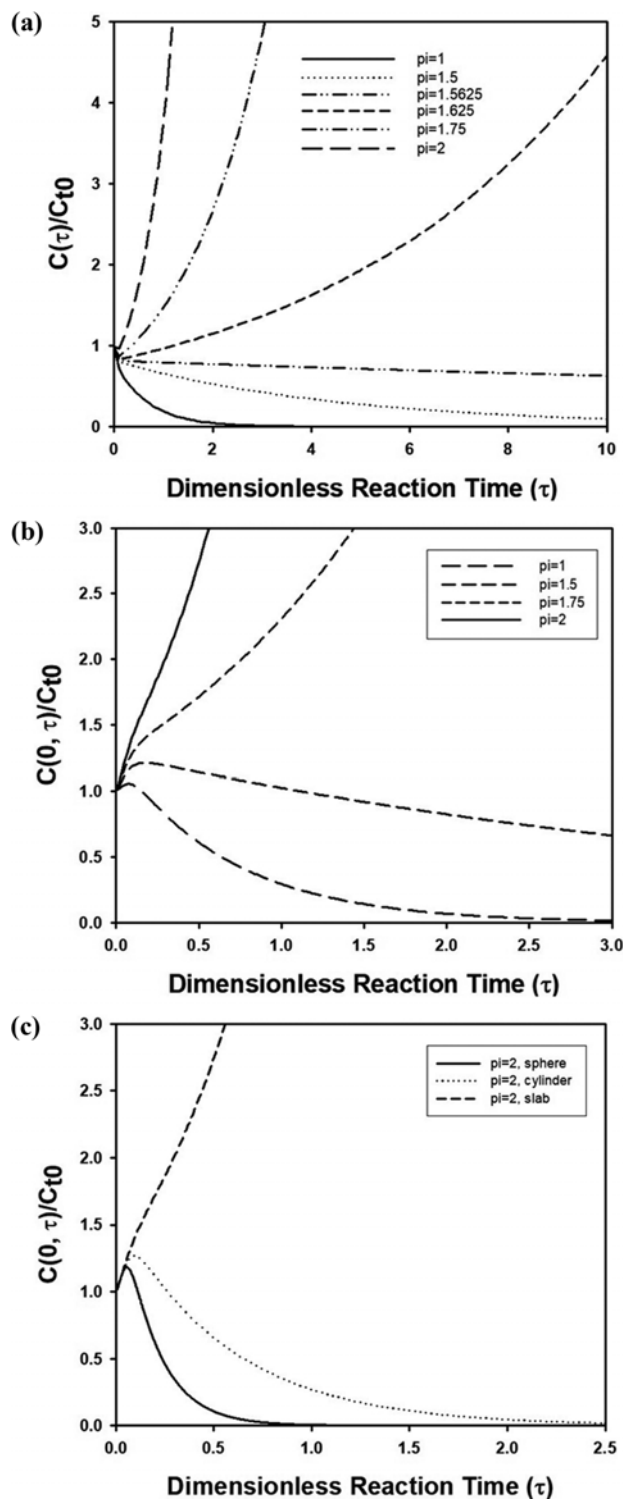 (a)
5
4
3
2
1
0
C(τ)/Ct0
pi=1
pi=1.5
pi=1.5625
pi=1.625
pi=1.75
pi=2
0 2 4 6 8 10
Dimensionless Reaction Time (τ)
(b)
3.0
2.5
2.0
1.5
1.0
0.5
0.0
C(0, τ)/Ct0
pi=1
pi=1.5
pi=1.75
pi=2
0.0 0.5 1.0 1.5 2.0 2.5 3.0
Dimensionless Reaction Time (τ)
(c)
3.0
2.5
2.0
1.5
1.0
0.5
0.0
C(0, τ)/Ct0
pi=2, sphere
pi=2, cylinder
pi=2, slab
0.0 0.5 1.0 1.5 2.0 2.5
Dimensionless Reaction Time (τ)